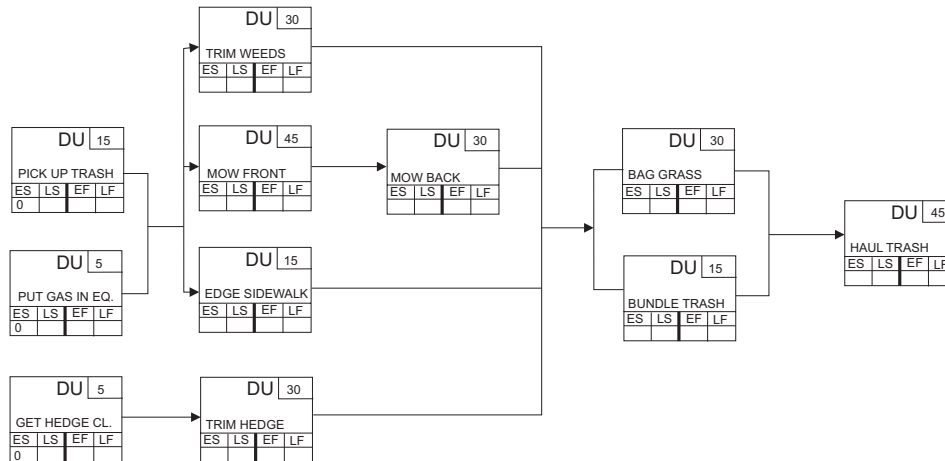 DU 30
TRIM WEEDS
ES LS EF LF
DU 15
PICK UP TRASH
ES LS EF LF
0
DU 45
MOW FRONT
ES LS EF LF
DU 30
MOW BACK
ES LS EF LF
DU 30
BAG GRASS
ES LS EF LF
DU 45
HAUL TRASH
ES LS EF LF
DU 5
PUT GAS IN EQ.
ES LS EF LF
0
DU 15
EDGE SIDEWALK
ES LS EF LF
DU 15
BUNDLE TRASH
ES LS EF LF
DU 5
GET HEDGE CL.
ES LS EF LF
0
DU 30
TRIM HEDGE
ES LS EF LF